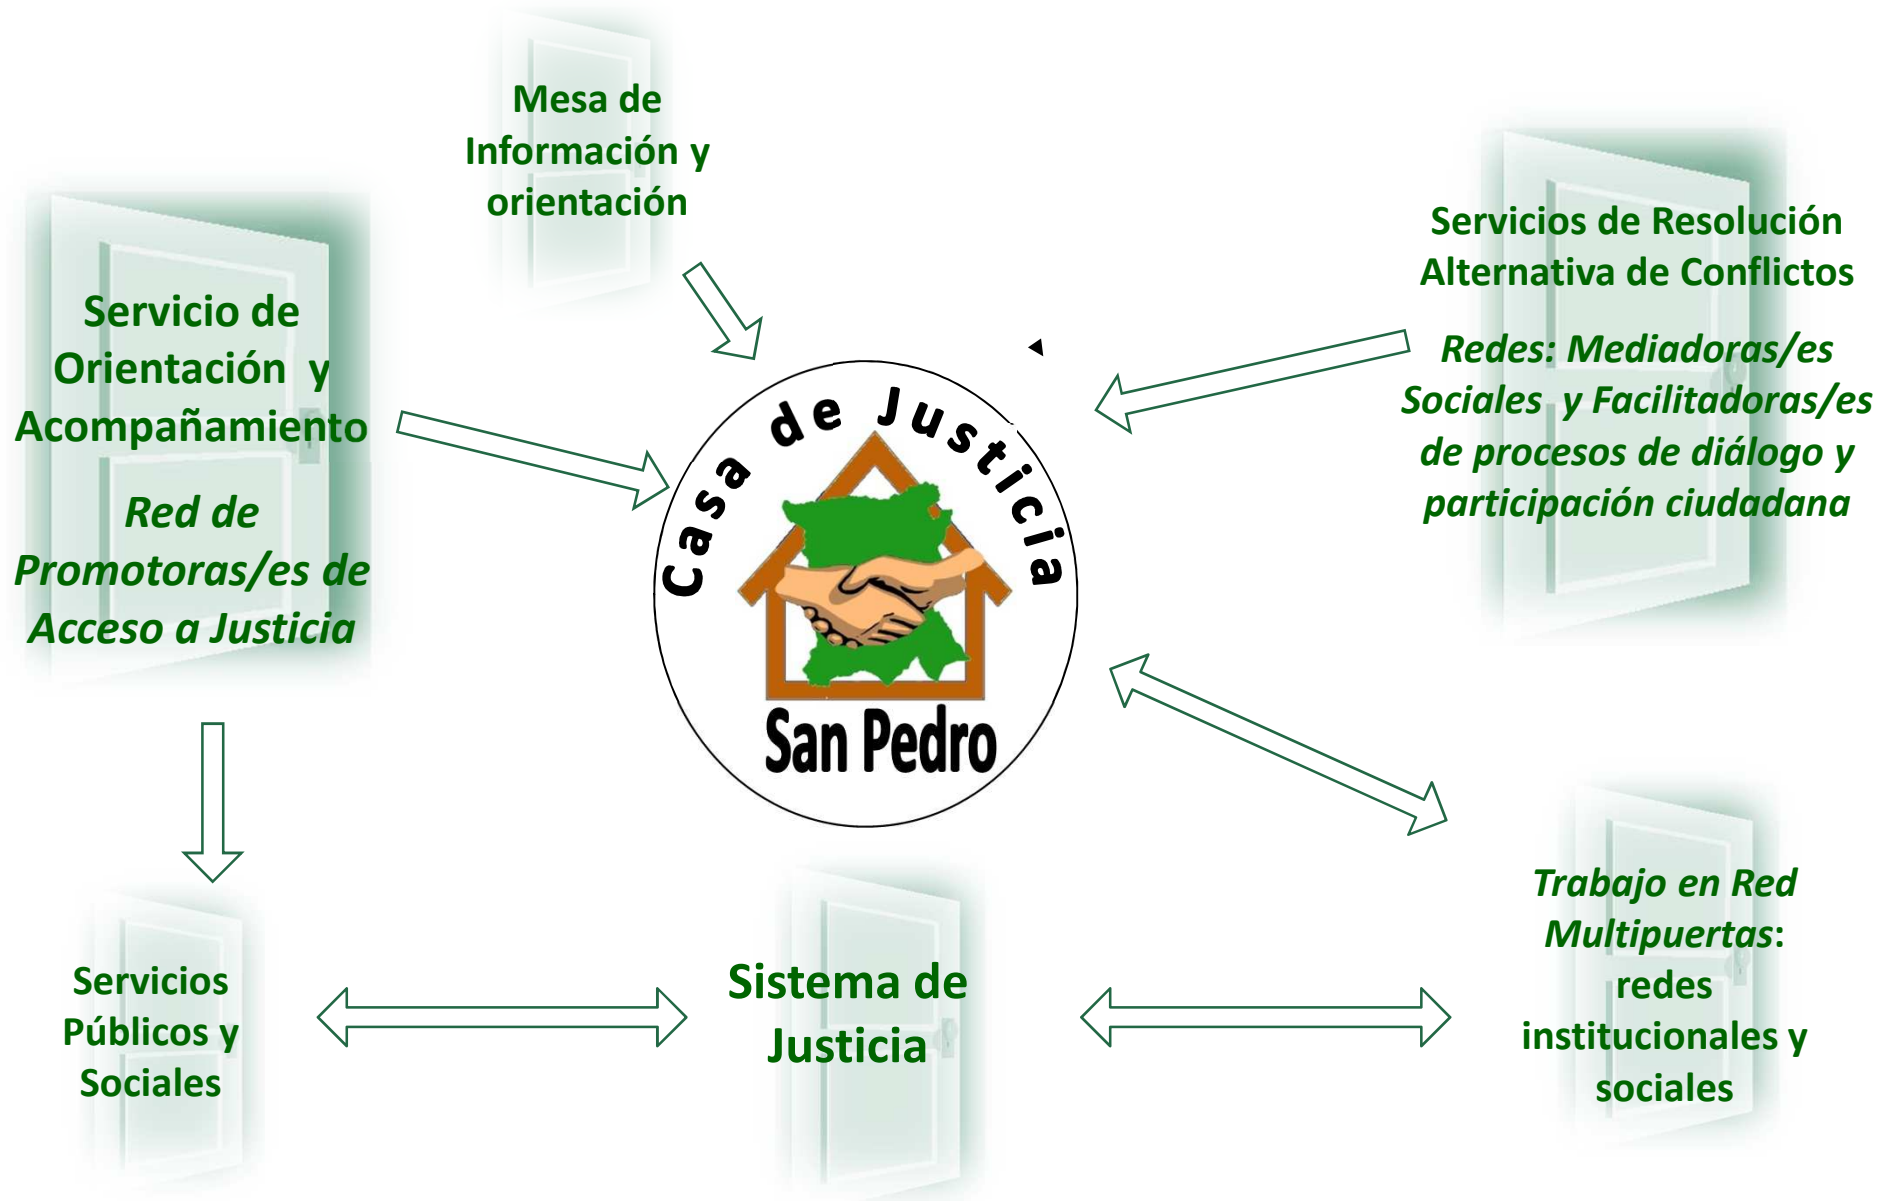 Mesa de
Información y
orientación
Servicio de
Orientación y
Acompañamiento
Red de
Promotoras/es de
Acceso a Justicia
Servicios de Resolución
Alternativa de Conflictos
Redes: Mediadoras/es
Sociales y Facilitadoras/es
de procesos de diálogo y
participación ciudadana
Casa de Justicia
San Pedro
Servicios
Públicos y
Sociales
Sistema de
Justicia
Trabajo en Red
Multipuertas:
redes
institucionales y
sociales